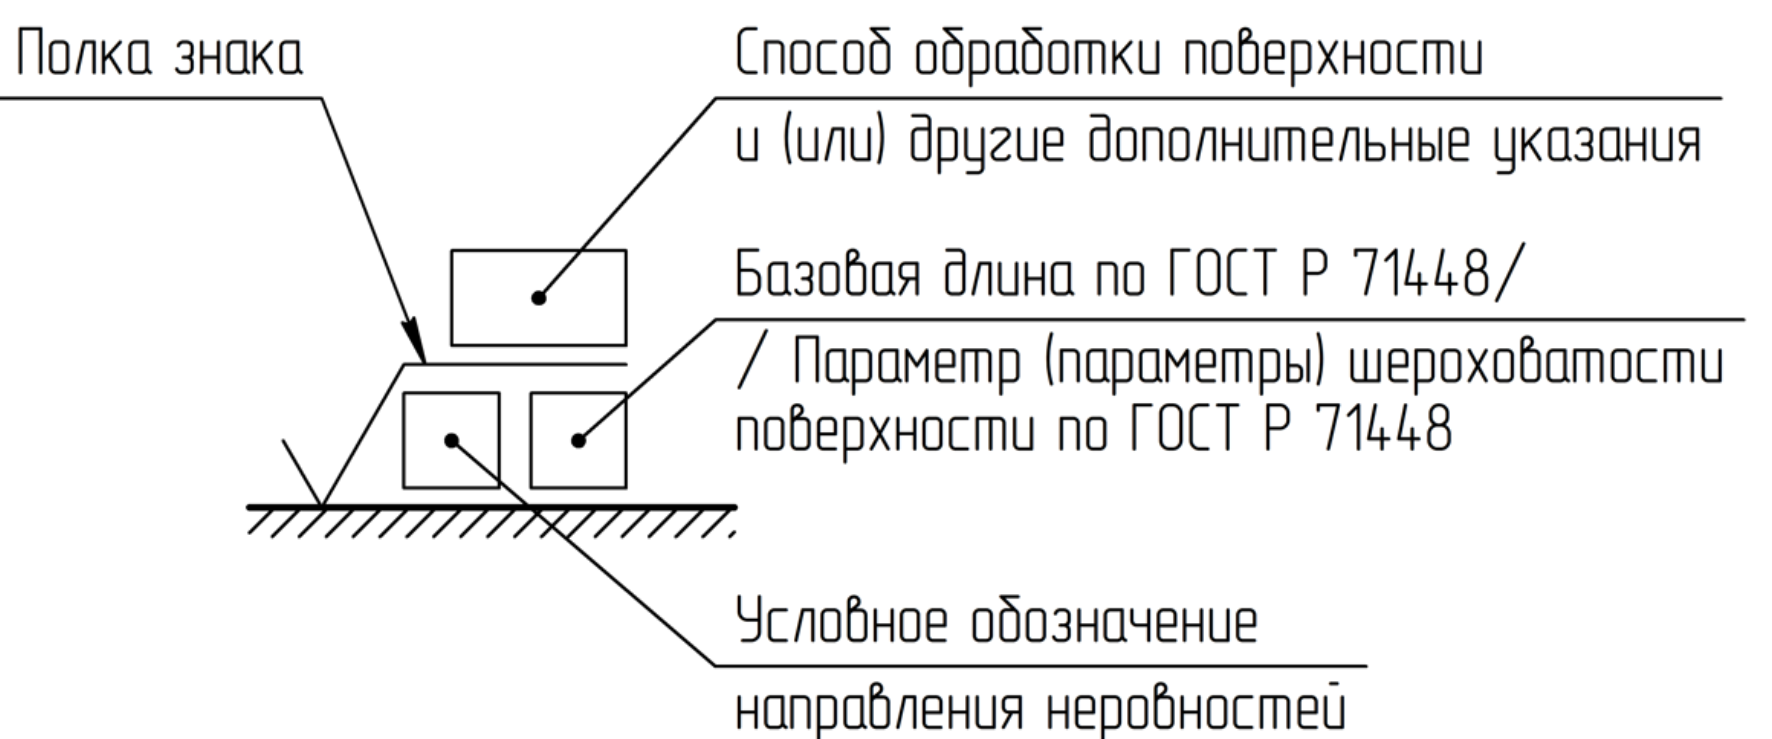 Полка знака
Способ обработки поверхности
и (или) другие дополнительные указания
Базовая длина по ГОСТ Р 71448/
/ Параметр (параметры) шероховатости
поверхности по ГОСТ Р 71448
Условное обозначение
направления неровностей